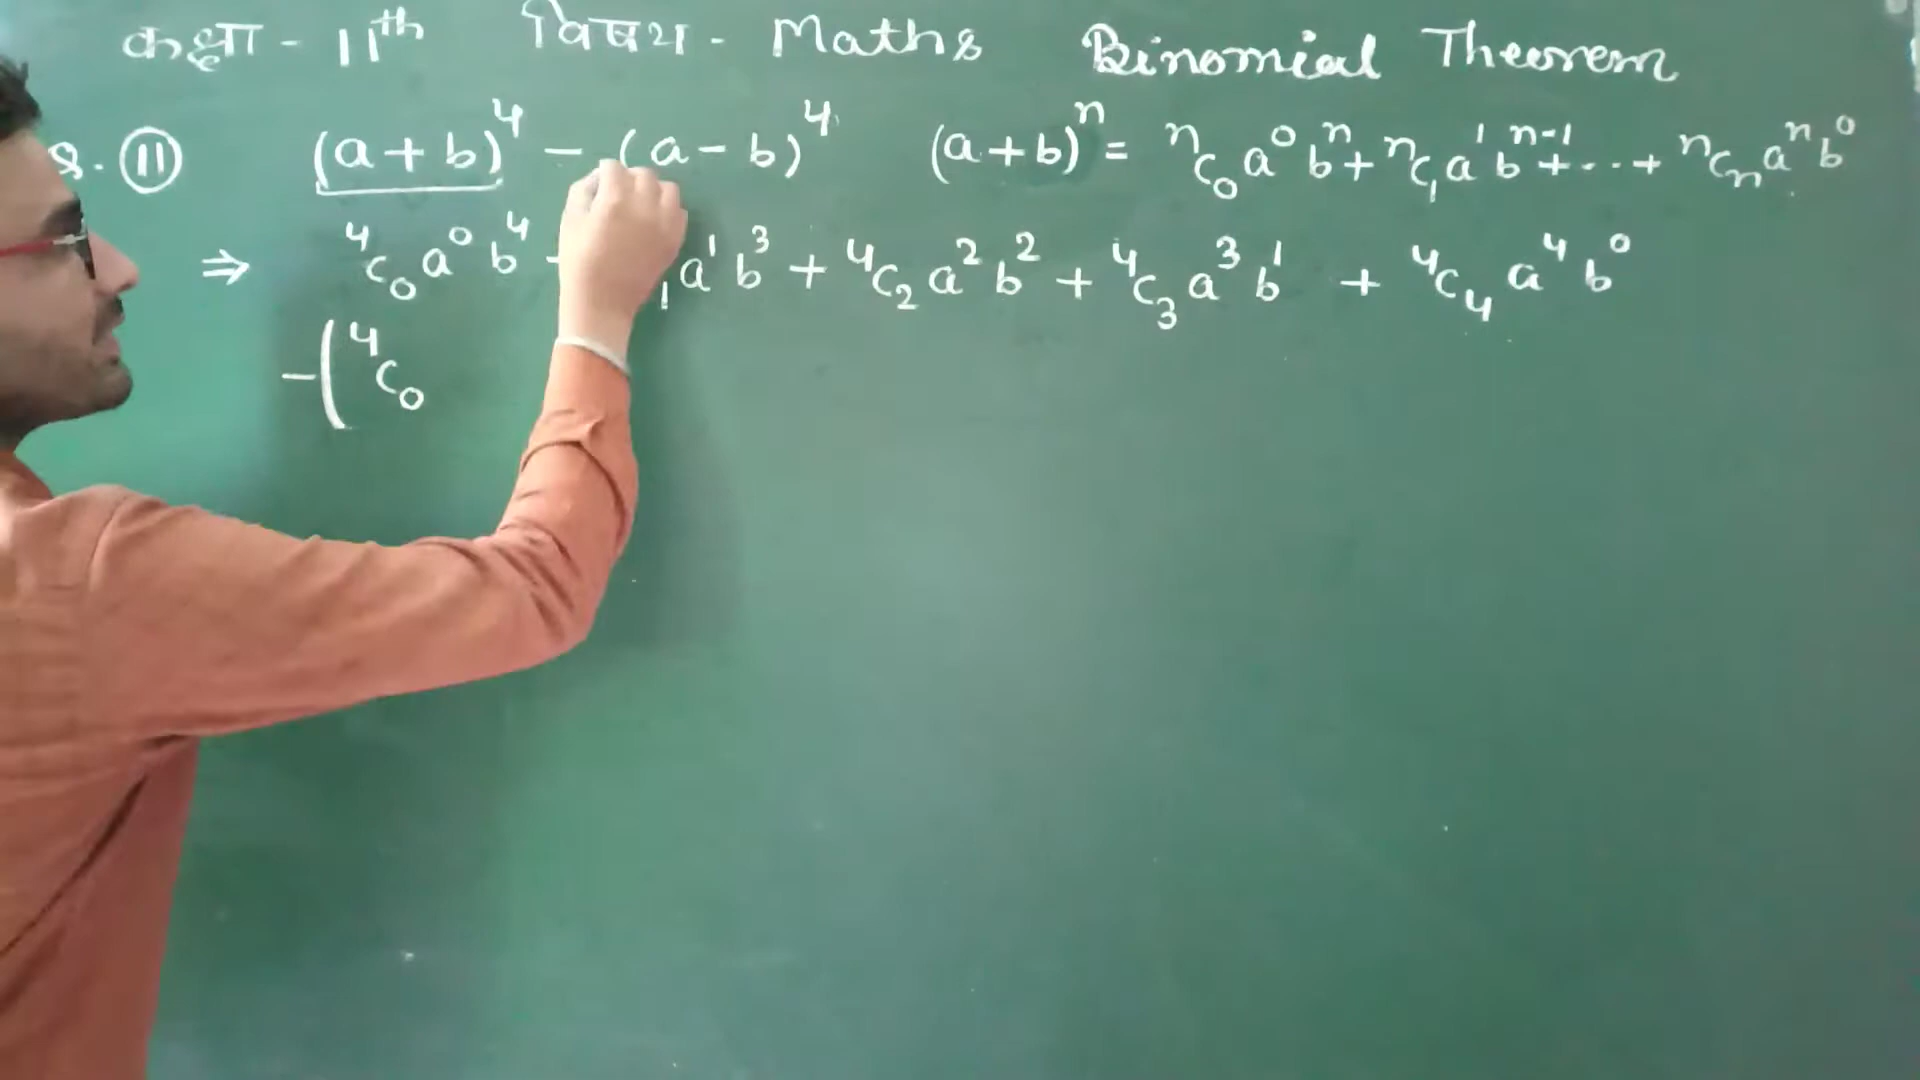 कक्षा - 11th विषय - Maths Binomial Theorem
Q. ⑪ (a + b)⁴ - (a - b)⁴ (a + b)ⁿ = ⁿC₀ a⁰ bⁿ + ⁿC₁ a¹ bⁿ⁻¹ + ... + ⁿCₙ aⁿ b⁰
⇒ ⁴C₀ a⁰ b⁴ ₁ a¹ b³ + ⁴C₂ a² b² + ⁴C₃ a³ b¹ + ⁴C₄ a⁴ b⁰
-( ⁴C₀